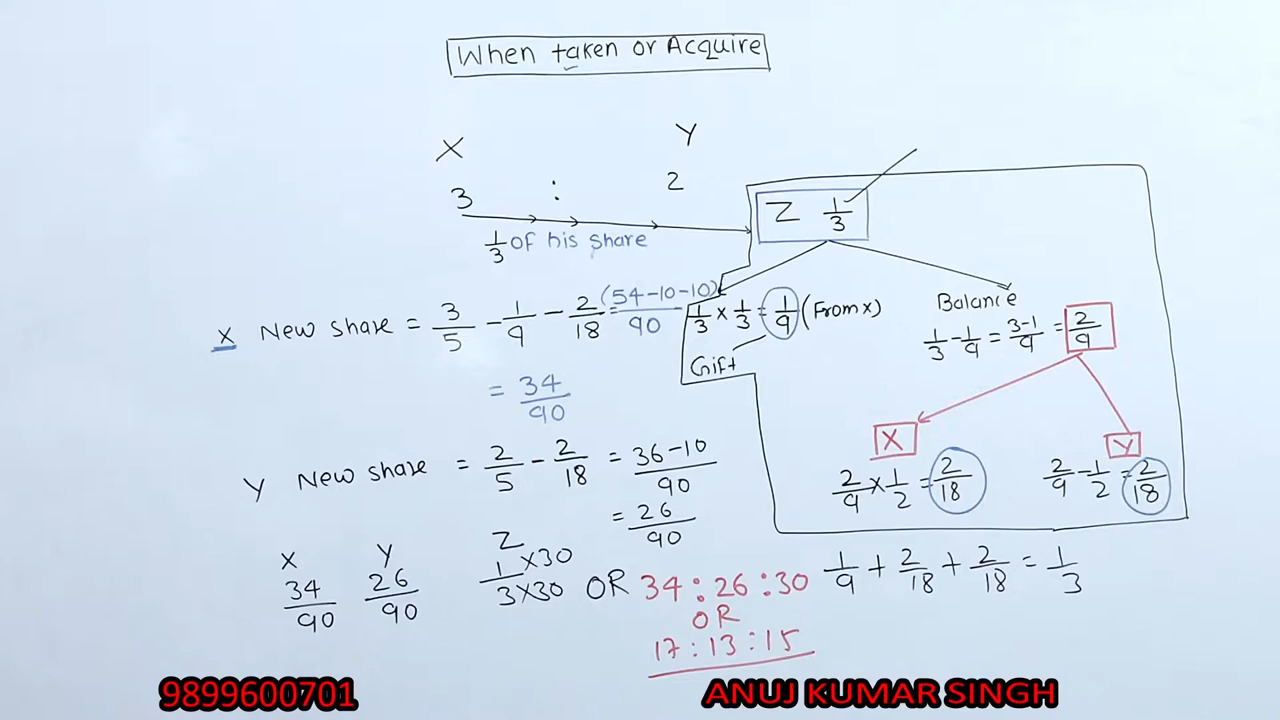 When taken or Acquire
X Y
3 : 2
Z 1/3
1/3 of his share
X New share = 3/5 - 1/9 - 2/18 = (54-10-10)/90
= 34/90
1/3 × 1/3 = 1/9 (From x)
Gift
Balance
1/3 - 1/9 = 3-1/9 = 2/9
X Y
2/9 × 1/2 = 2/18 2/9 - 1/2 = 2/18
Y New share = 2/5 - 2/18 = 36-10/90
= 26/90
X Y Z
34/90 26/90 1×30/3×30 OR 34 : 26 : 30
OR
17 : 13 : 15
1/9 + 2/18 + 2/18 = 1/3
9899600701 ANUJ KUMAR SINGH